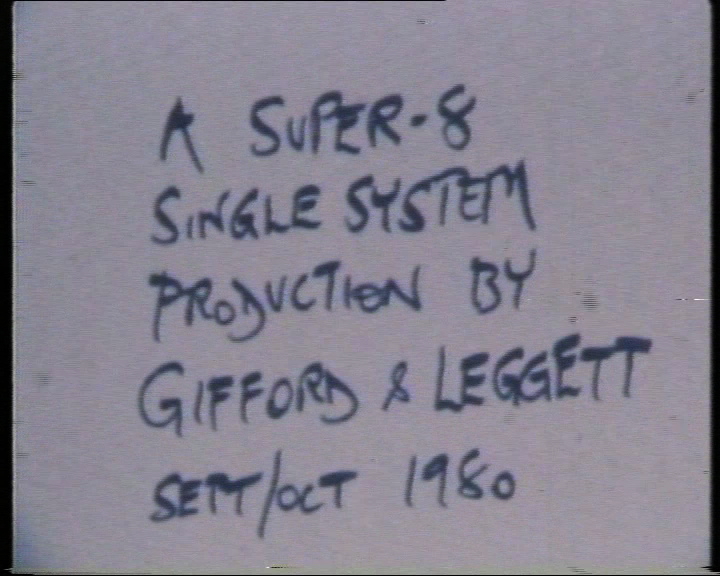 A SUPER-8
SINGLE SYSTEM
PRODUCTION BY
GIFFORD & LEGGETT
SEPT/OCT 1980